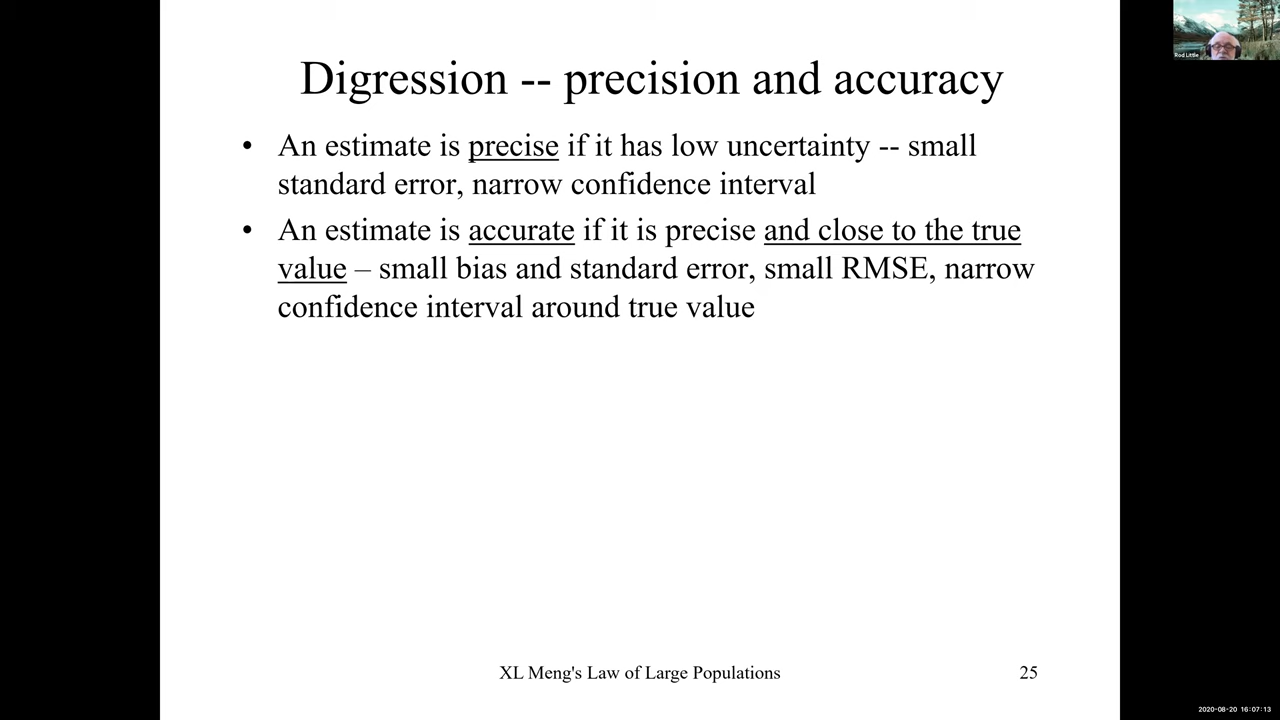 Rod Little
Digression -- precision and accuracy
• An estimate is precise if it has low uncertainty -- small
standard error, narrow confidence interval
• An estimate is accurate if it is precise and close to the true
value – small bias and standard error, small RMSE, narrow
confidence interval around true value
XL Meng's Law of Large Populations
25
2020-08-20 16:07:13